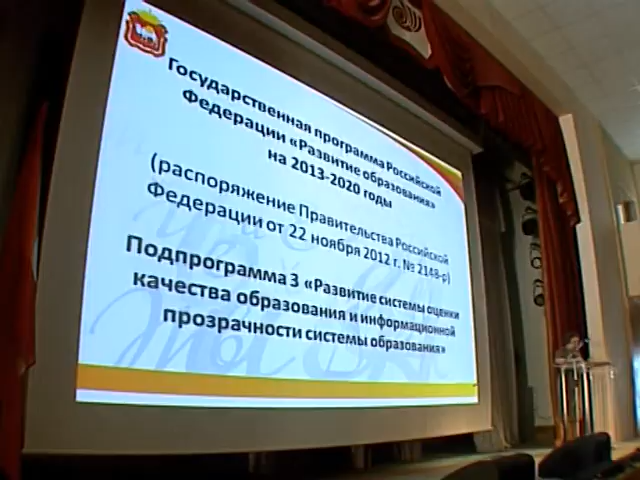 Государственная программа Российской
Федерации «Развитие образования»
на 2013-2020 годы
(распоряжение Правительства Российской
Федерации от 22 ноября 2012 г. № 2148-р)
Подпрограмма 3 «Развитие системы оценки
качества образования и информационной
прозрачности системы образования»